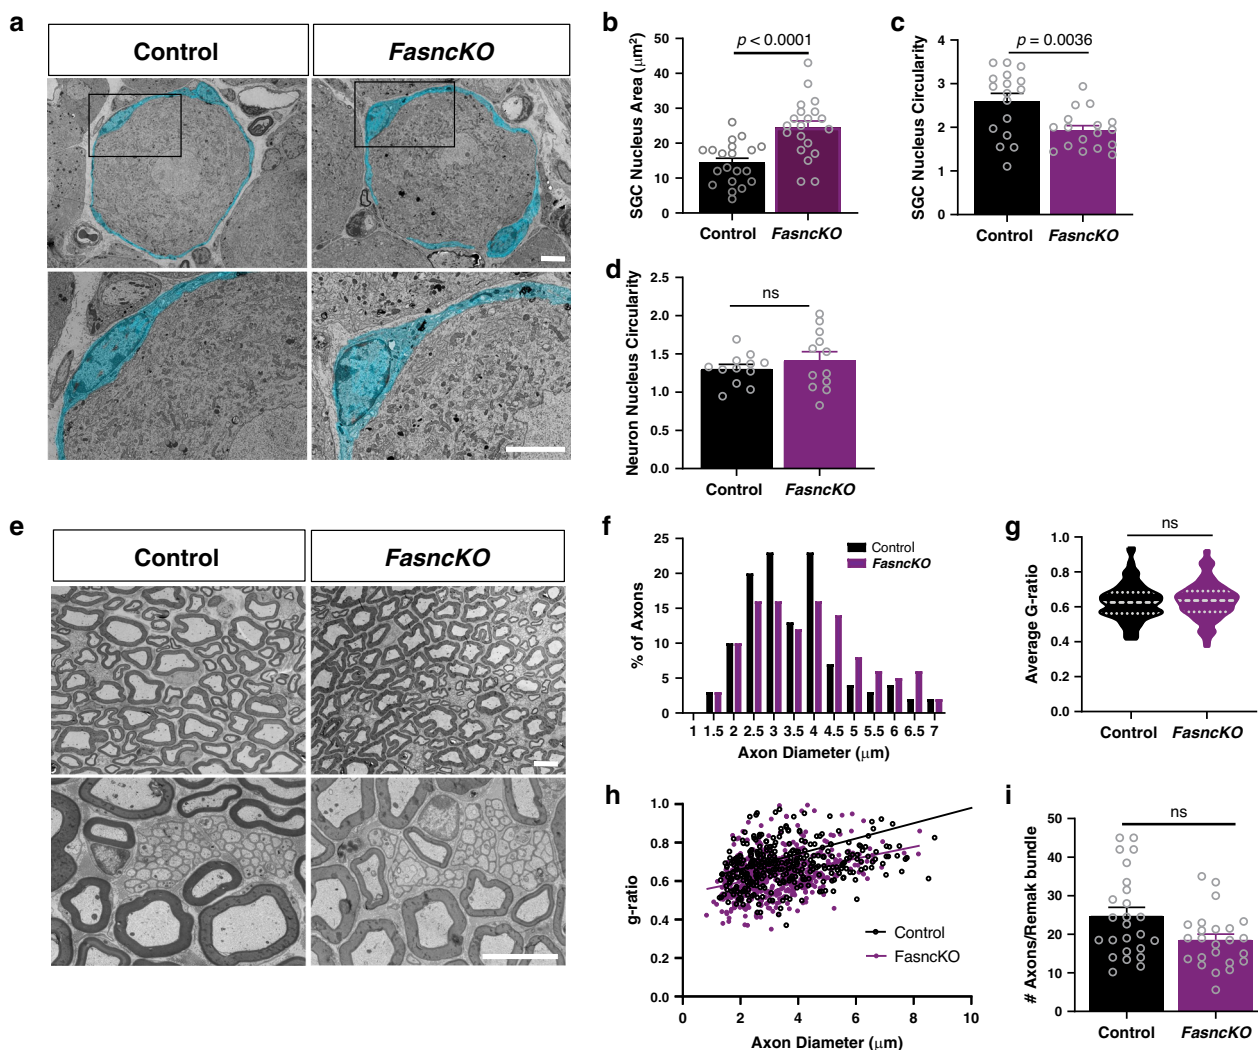 a
Control
FasncKO
b
SGC Nucleus Area (μm²)
50
40
30
20
10
0
p < 0.0001
Control
FasncKO
c
SGC Nucleus Circularity
4
3
2
1
0
p = 0.0036
Control
FasncKO
d
Neuron Nucleus Circularity
2.5
2.0
1.5
1.0
0.5
0.0
ns
Control
FasncKO
e
Control
FasncKO
f
% of Axons
25
20
15
10
5
0
Control
FasncKO
1 1.5 2 2.5 3 3.5 4 4.5 5 5.5 6 6.5 7
Axon Diameter (μm)
g
Average G-ratio
1.0
0.8
0.6
0.4
0.2
0.0
ns
Control
FasncKO
h
g-ratio
1.0
0.8
0.6
0.4
0.2
0.0
Control
FasncKO
0 2 4 6 8 10
Axon Diameter (μm)
i
# Axons/Remak bundle
50
40
30
20
10
0
ns
Control
FasncKO